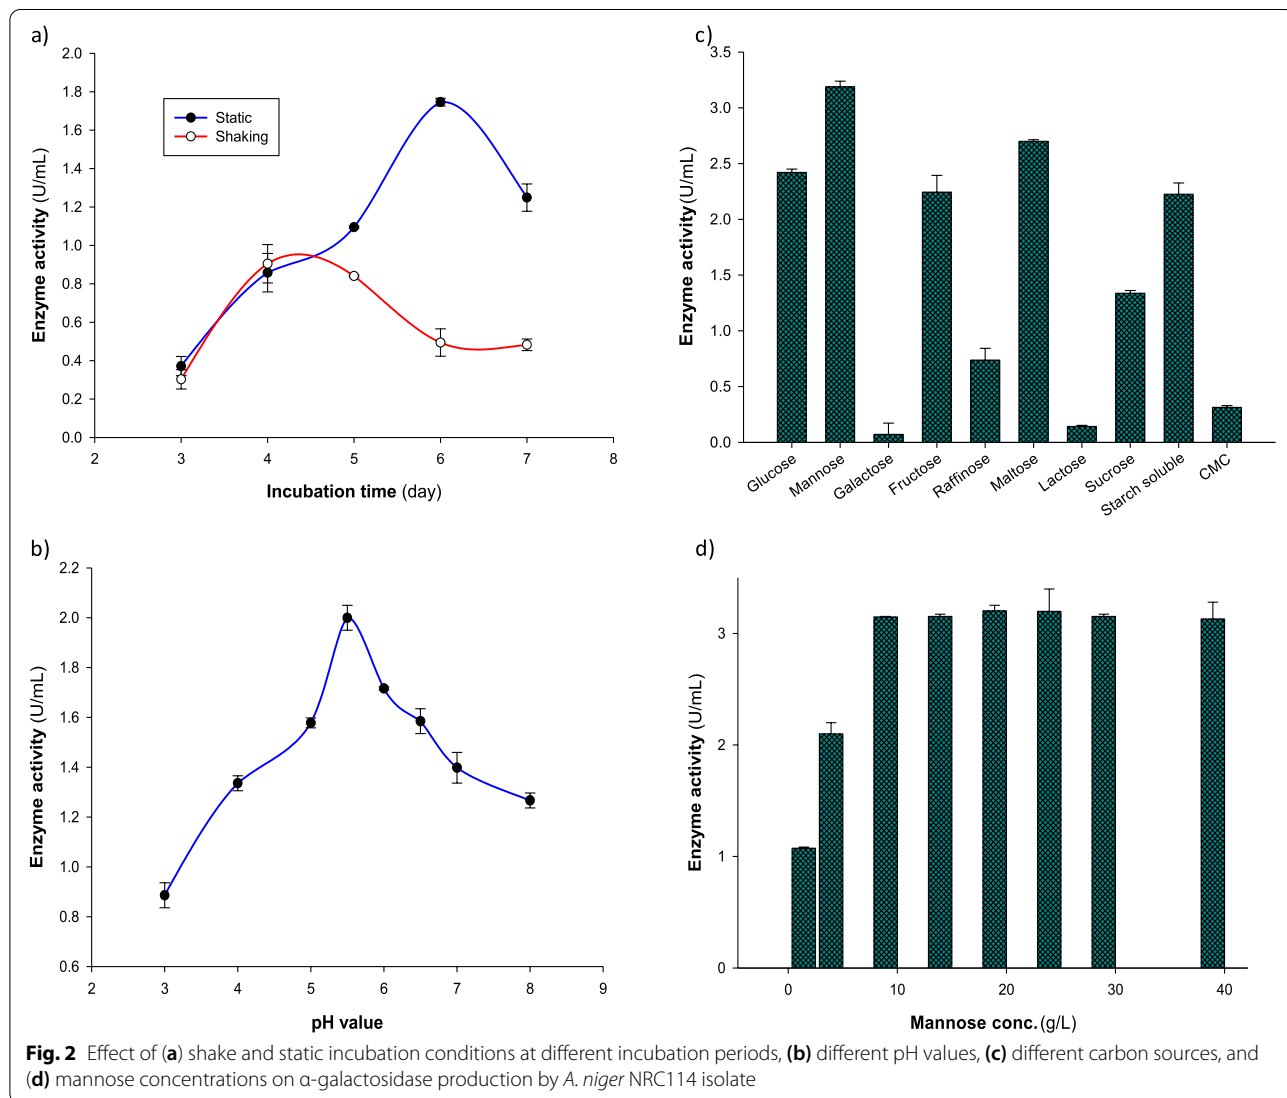 a)
2.0
1.8
1.6
1.4
1.2
1.0
0.8
0.6
0.4
0.2
0.0
Enzyme activity (U/mL)
Static
Shaking
2 3 4 5 6 7 8
Incubation time (day)
c)
3.5
3.0
2.5
2.0
1.5
1.0
0.5
0.0
Enzyme activity (U/mL)
Glucose
Mannose
Galactose
Fructose
Raffinose
Maltose
Lactose
Sucrose
Starch soluble
CMC
b)
2.2
2.0
1.8
1.6
1.4
1.2
1.0
0.8
0.6
Enzyme activity (U/mL)
2 3 4 5 6 7 8 9
pH value
d)
3
2
1
0
Enzyme activity (U/mL)
0 10 20 30 40
Mannose conc. (g/L)
Fig. 2 Effect of (a) shake and static incubation conditions at different incubation periods, (b) different pH values, (c) different carbon sources, and
(d) mannose concentrations on α-galactosidase production by A. niger NRC114 isolate